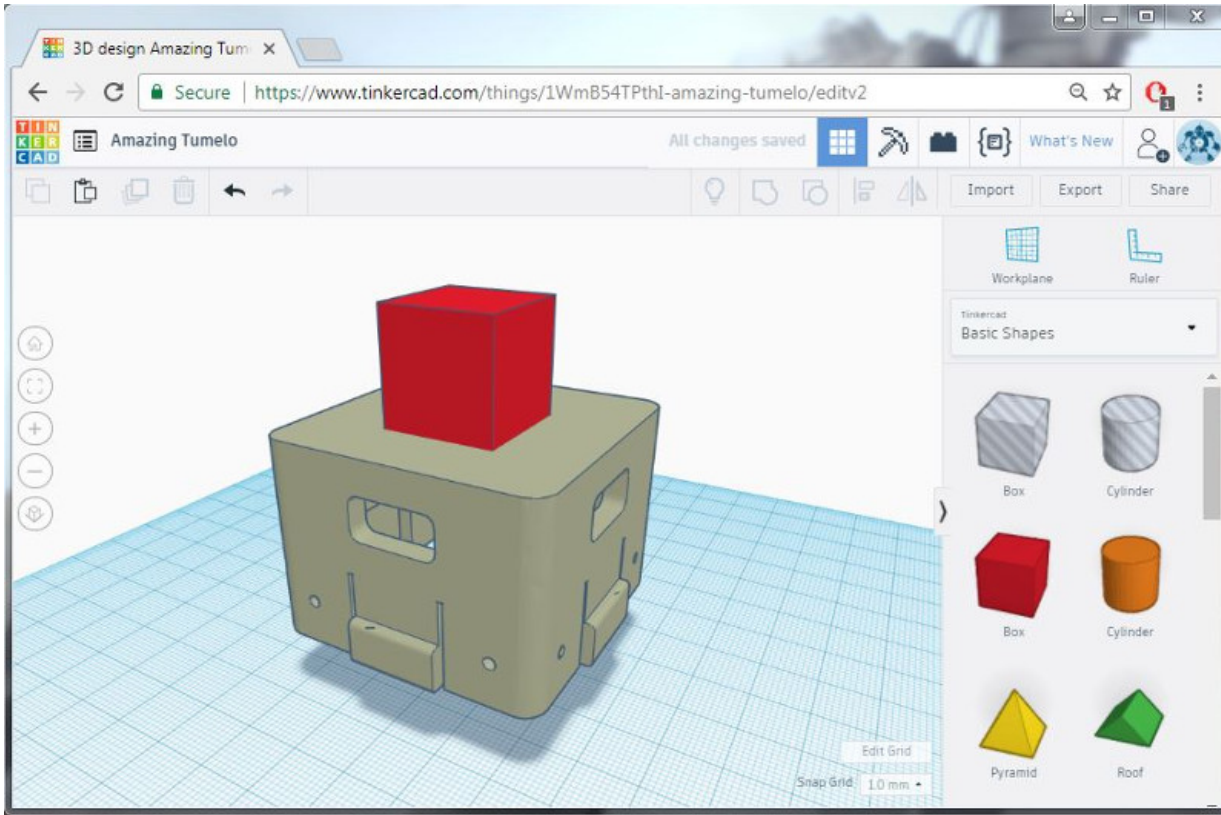 3D design Amazing Tum
Secure
https://www.tinkercad.com/things/1WmB54TPthI-amazing-tumelo/editv2
1
TIN
KER
CAD
Amazing Tumelo
All changes saved
What's New
Import
Export
Share
Workplane
Ruler
Tinkercad
Basic Shapes
Box
Cylinder
Box
Cylinder
Pyramid
Roof
Edit Grid
Snap Grid 1.0 mm